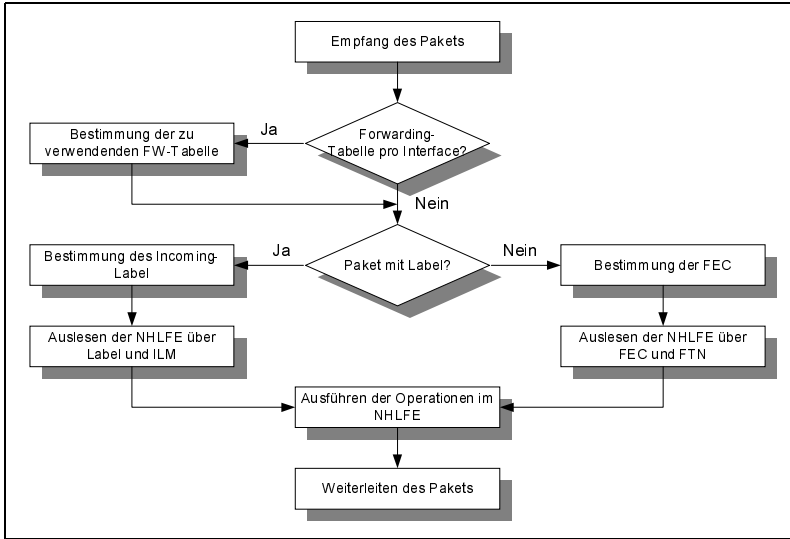 Empfang des Pakets
Forwarding-
Tabelle pro Interface?
Ja
Bestimmung der zu
verwendenden FW-Tabelle
Nein
Paket mit Label?
Ja
Nein
Bestimmung des Incoming-
Label
Bestimmung der FEC
Auslesen der NHLFE über
Label und ILM
Auslesen der NHLFE über
FEC und FTN
Ausführen der Operationen im
NHLFE
Weiterleiten des Pakets